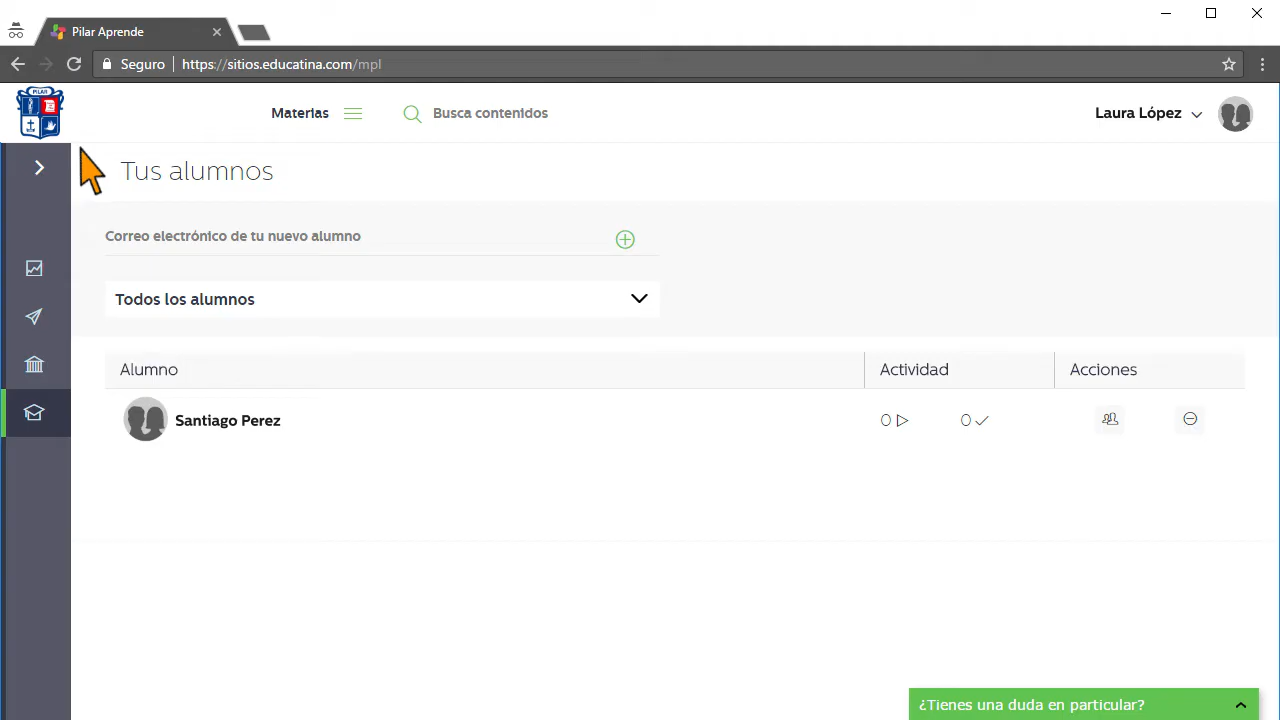 Pilar Aprende
Seguro
https://sitios.educatina.com/mpl
PILAR
Materias
Busca contenidos
Laura López
Tus alumnos
Correo electrónico de tu nuevo alumno
Todos los alumnos
Alumno
Actividad
Acciones
Santiago Perez
0
0
¿Tienes una duda en particular?